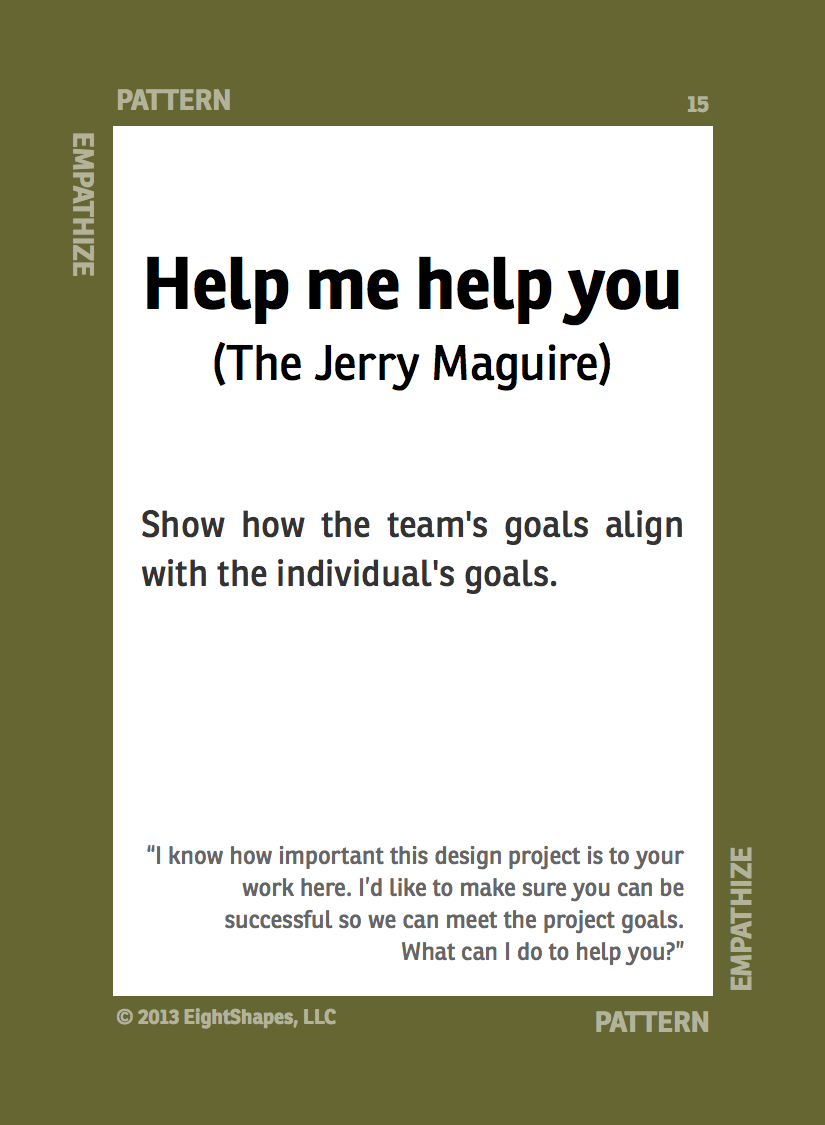 PATTERN
15
EMPATHIZE
Help me help you
(The Jerry Maguire)
Show how the team's goals align
with the individual's goals.
“I know how important this design project is to your
work here. I’d like to make sure you can be
successful so we can meet the project goals.
What can I do to help you?”
EMPATHIZE
© 2013 EightShapes, LLC
PATTERN